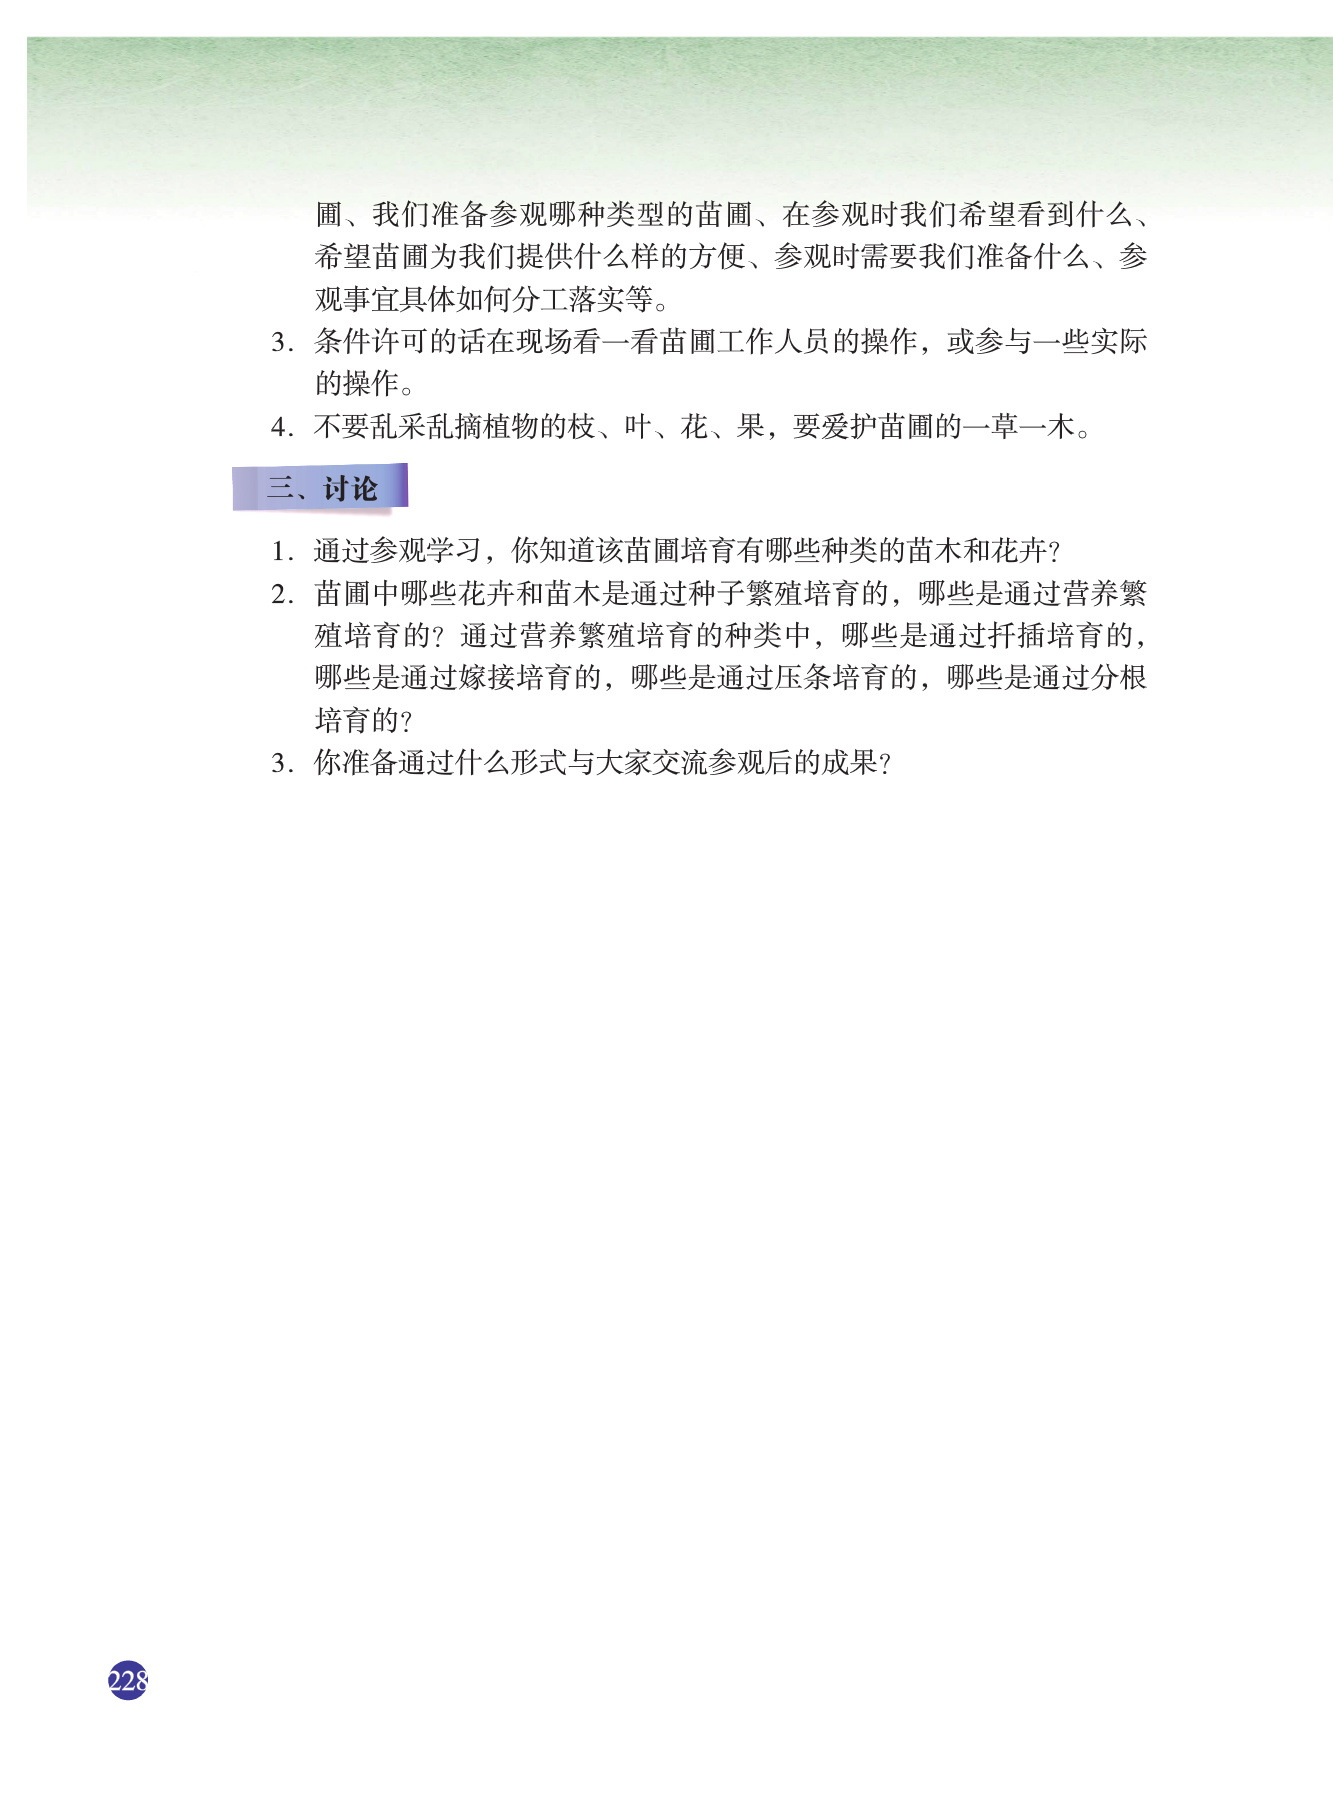 圃、我们准备参观哪种类型的苗圃、在参观时我们希望看到什么、
希望苗圃为我们提供什么样的方便、参观时需要我们准备什么、参
观事宜具体如何分工落实等。
3. 条件许可的话在现场看一看苗圃工作人员的操作，或参与一些实际
的操作。
4. 不要乱采乱摘植物的枝、叶、花、果，要爱护苗圃的一草一木。
三、讨论
1. 通过参观学习，你知道该苗圃培育有哪些种类的苗木和花卉？
2. 苗圃中哪些花卉和苗木是通过种子繁殖培育的，哪些是通过营养繁
殖培育的？通过营养繁殖培育的种类中，哪些是通过扦插培育的，
哪些是通过嫁接培育的，哪些是通过压条培育的，哪些是通过分根
培育的？
3. 你准备通过什么形式与大家交流参观后的成果？
228